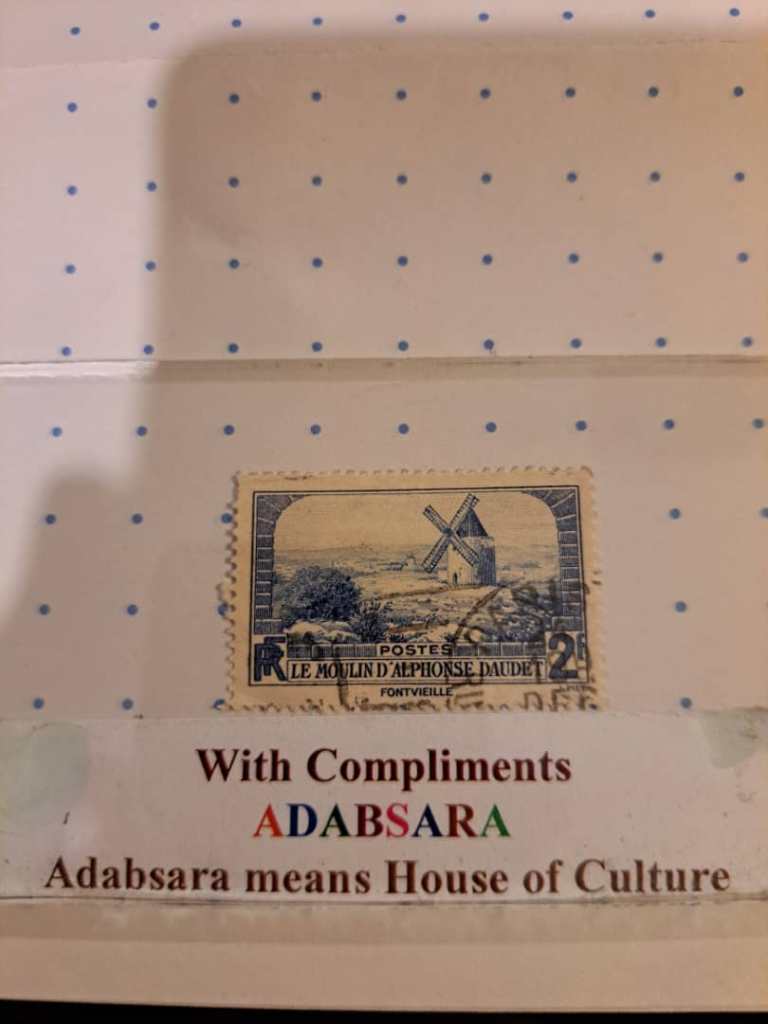 POSTES
RF LE MOULIN D'ALPHONSE DAUDET 2F
FONTVIEILLE
With Compliments
ADABSARA
Adabsara means House of Culture